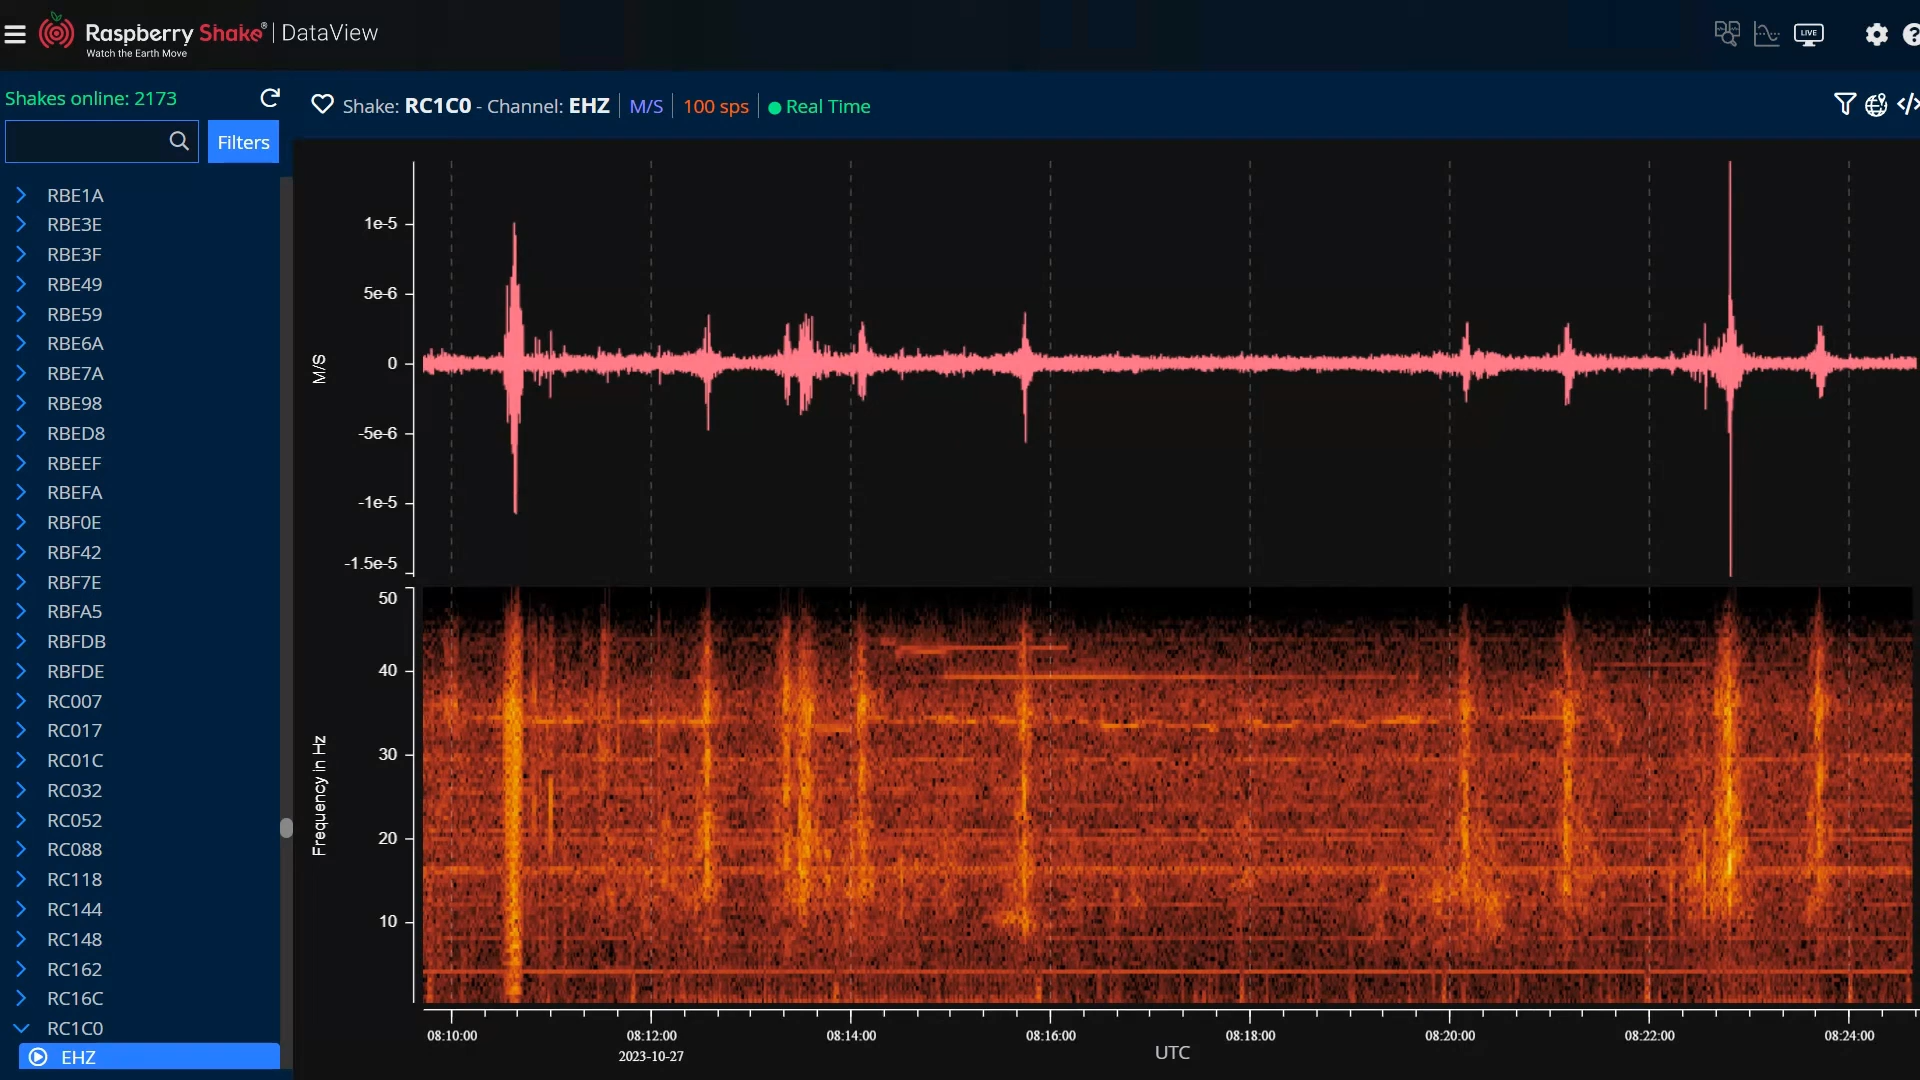 Raspberry Shake® | DataView
Watch the Earth Move
LIVE
Shakes online: 2173
Filters
Shake: RC1C0 - Channel: EHZ | M/S | 100 sps | Real Time
RBE1A
RBE3E
RBE3F
RBE49
RBE59
RBE6A
RBE7A
RBE98
RBED8
RBEEF
RBEFA
RBF0E
RBF42
RBF7E
RBFA5
RBFDB
RBFDE
RC007
RC017
RC01C
RC032
RC052
RC088
RC118
RC144
RC148
RC162
RC16C
RC1C0
EHZ
M/S
1e-5
5e-6
0
-5e-6
-1e-5
-1.5e-5
Frequency in Hz
50
40
30
20
10
08:10:00 08:12:00 08:14:00 08:16:00 08:18:00 08:20:00 08:22:00 08:24:00
2023-10-27
UTC